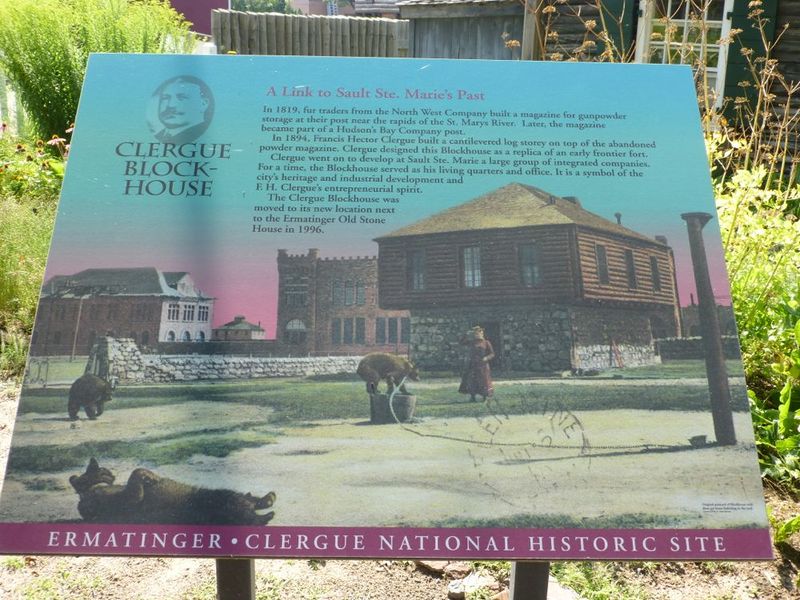 A Link to Sault Ste. Marie's Past
CLERGUE
BLOCK-
HOUSE
In 1819, fur traders from the North West Company built a magazine for gunpowder
storage at their post near the rapids of the St. Marys River. Later, the magazine
became part of a Hudson's Bay Company post.
In 1894, Francis Hector Clergue built a cantilevered log storey on top of the abandoned
powder magazine. Clergue designed this Blockhouse as a replica of an early frontier fort.
Clergue went on to develop at Sault Ste. Marie a large group of integrated companies.
For a time, the Blockhouse served as his living quarters and office. It is a symbol of the
city's heritage and industrial development and
F. H. Clergue's entrepreneurial spirit.
The Clergue Blockhouse was
moved to its new location next
to the Ermatinger Old Stone
House in 1996.
ERMATINGER • CLERGUE NATIONAL HISTORIC SITE